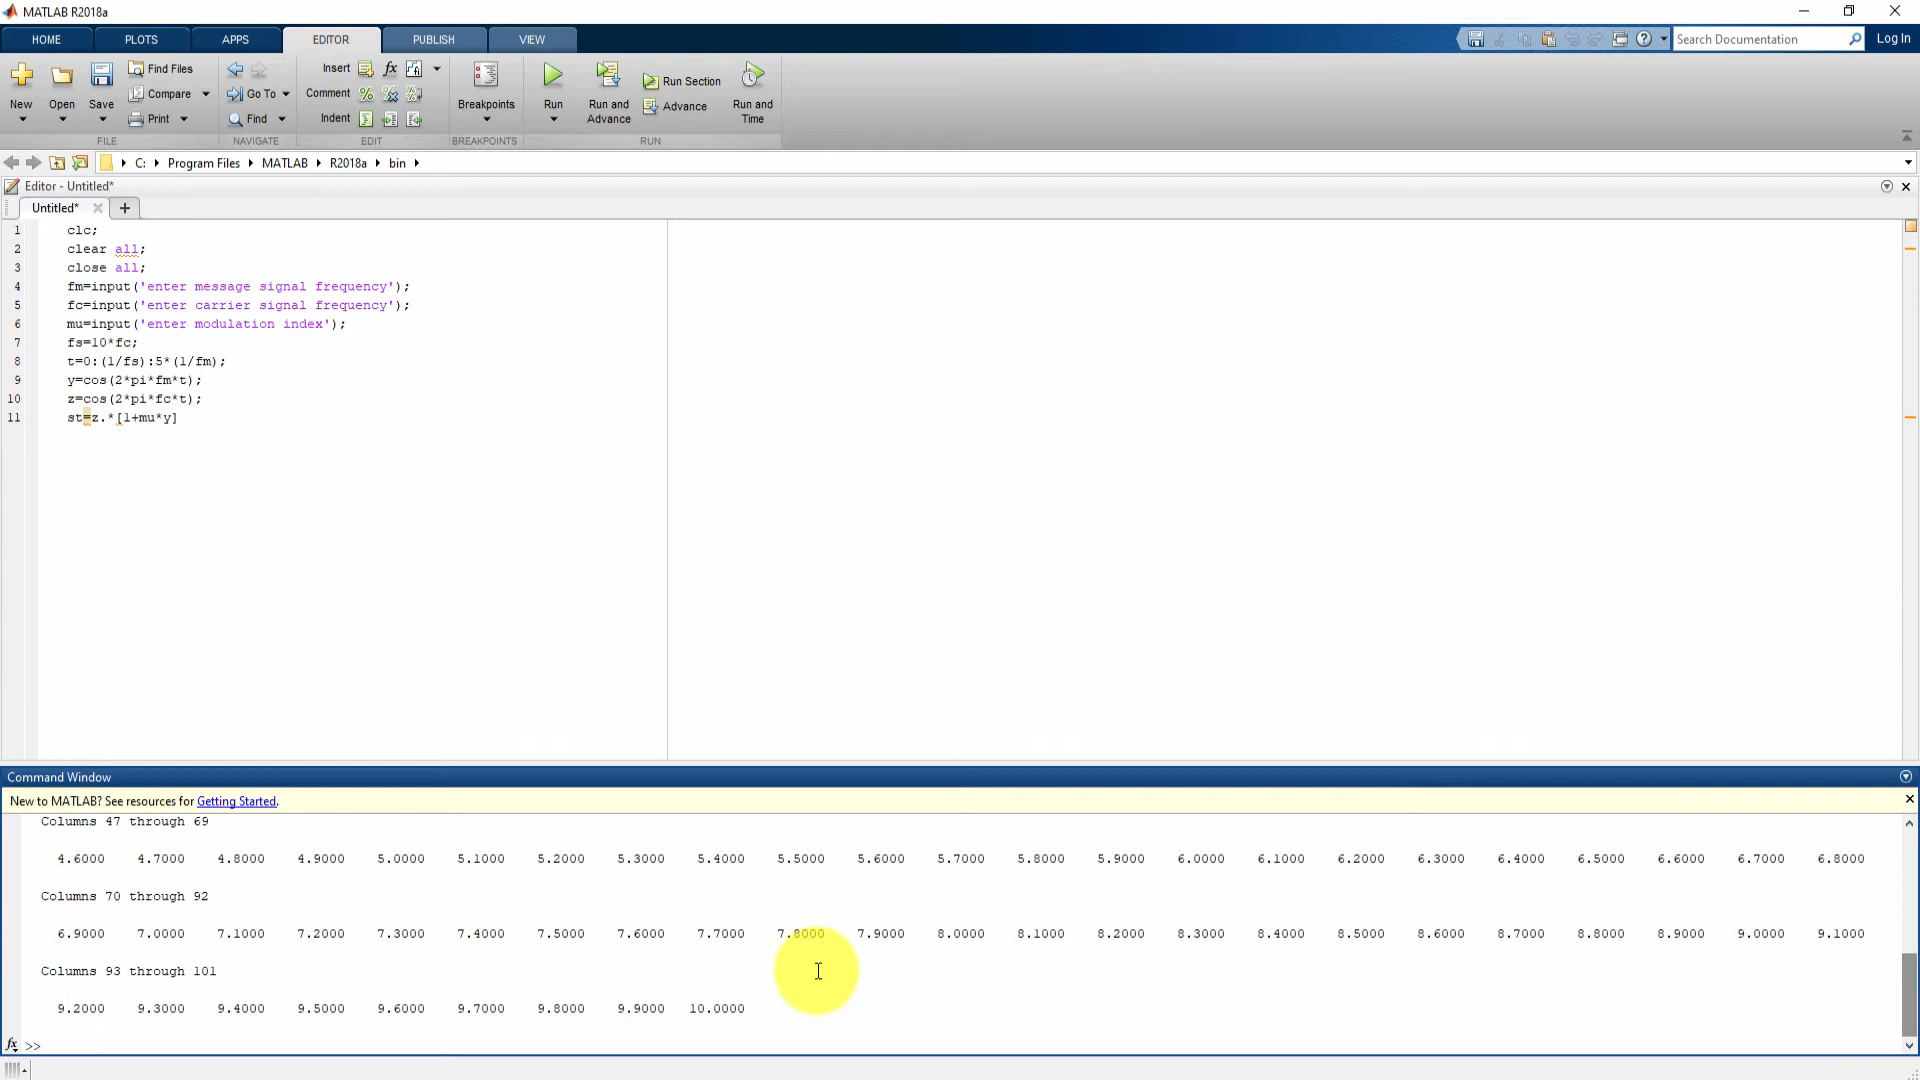 MATLAB R2018a
HOME PLOTS APPS EDITOR PUBLISH VIEW Search Documentation Log In
New Open Save Find Files Compare Print Go To Find Insert Comment Indent Breakpoints Run Run and Advance Run Section Advance Run and Time
FILE NAVIGATE EDIT BREAKPOINTS RUN
C: Program Files MATLAB R2018a bin
Editor - Untitled*
Untitled*
1 clc;
2 clear all;
3 close all;
4 fm=input('enter message signal frequency');
5 fc=input('enter carrier signal frequency');
6 mu=input('enter modulation index');
7 fs=10*fc;
8 t=0:(1/fs):5*(1/fm);
9 y=cos(2*pi*fm*t);
10 z=cos(2*pi*fc*t);
11 st=z.*[1+mu*y]
Command Window
New to MATLAB? See resources for Getting Started.
Columns 47 through 69
4.6000 4.7000 4.8000 4.9000 5.0000 5.1000 5.2000 5.3000 5.4000 5.5000 5.6000 5.7000 5.8000 5.9000 6.0000 6.1000 6.2000 6.3000 6.4000 6.5000 6.6000 6.7000 6.8000
Columns 70 through 92
6.9000 7.0000 7.1000 7.2000 7.3000 7.4000 7.5000 7.6000 7.7000 7.8000 7.9000 8.0000 8.1000 8.2000 8.3000 8.4000 8.5000 8.6000 8.7000 8.8000 8.9000 9.0000 9.1000
Columns 93 through 101
9.2000 9.3000 9.4000 9.5000 9.6000 9.7000 9.8000 9.9000 10.0000
fx >>